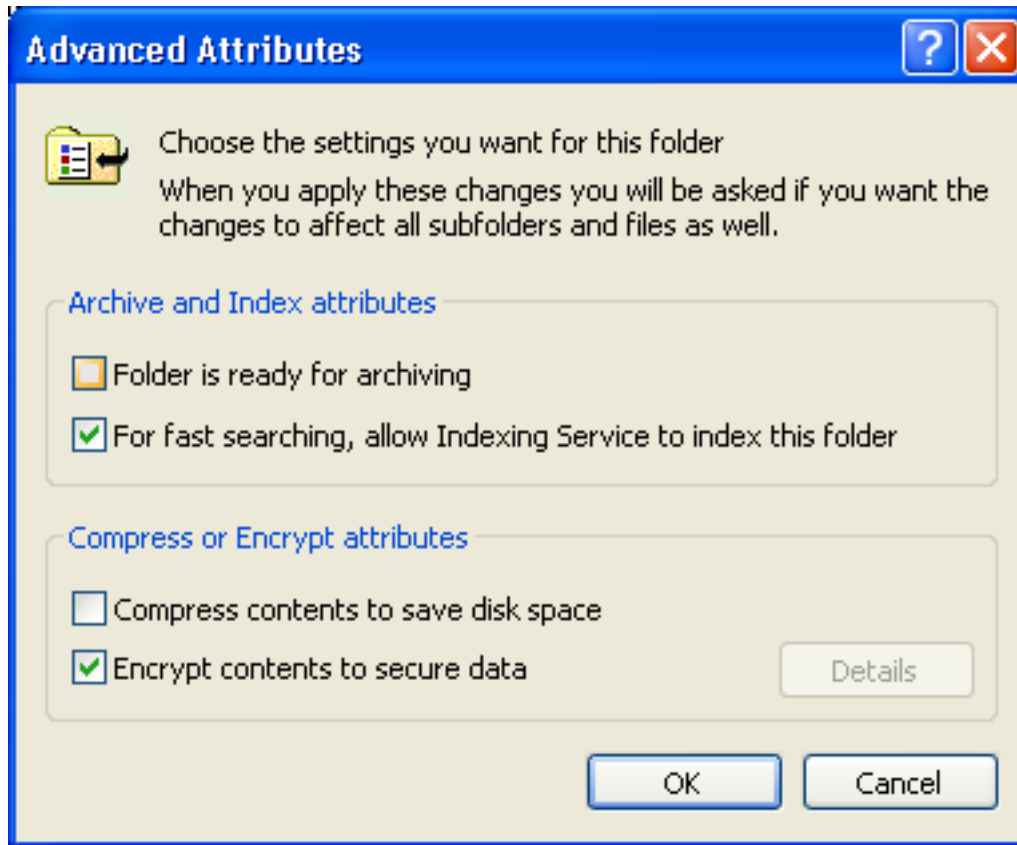 Advanced Attributes
Choose the settings you want for this folder
When you apply these changes you will be asked if you want the
changes to affect all subfolders and files as well.
Archive and Index attributes
Folder is ready for archiving
For fast searching, allow Indexing Service to index this folder
Compress or Encrypt attributes
Compress contents to save disk space
Encrypt contents to secure data
Details
OK
Cancel